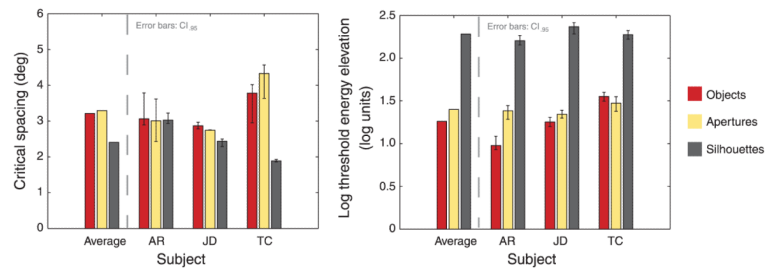 Critical spacing (deg)
6
5
4
3
2
1
0
Error bars: CI.95
Average
AR
JD
TC
Subject
Log threshold energy elevation
(log units)
2.5
2.0
1.5
1.0
0.5
0
Error bars: CI.95
Average
AR
JD
TC
Subject
Objects
Apertures
Silhouettes